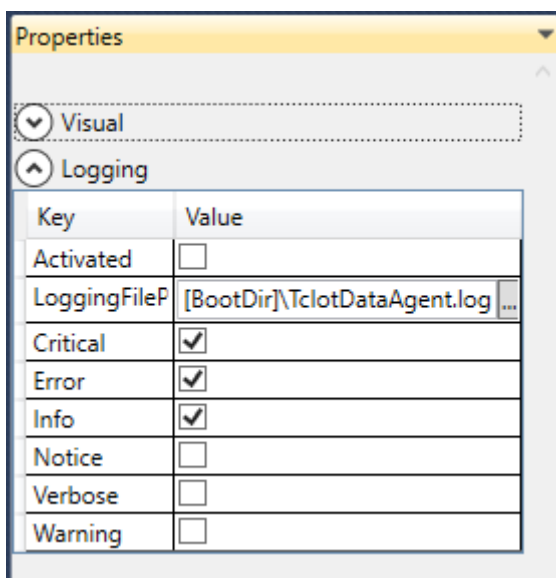 Properties
Visual
Logging
Key Value
Activated
LoggingFileP [BootDir]\TcIotDataAgent.log ...
Critical
Error
Info
Notice
Verbose
Warning